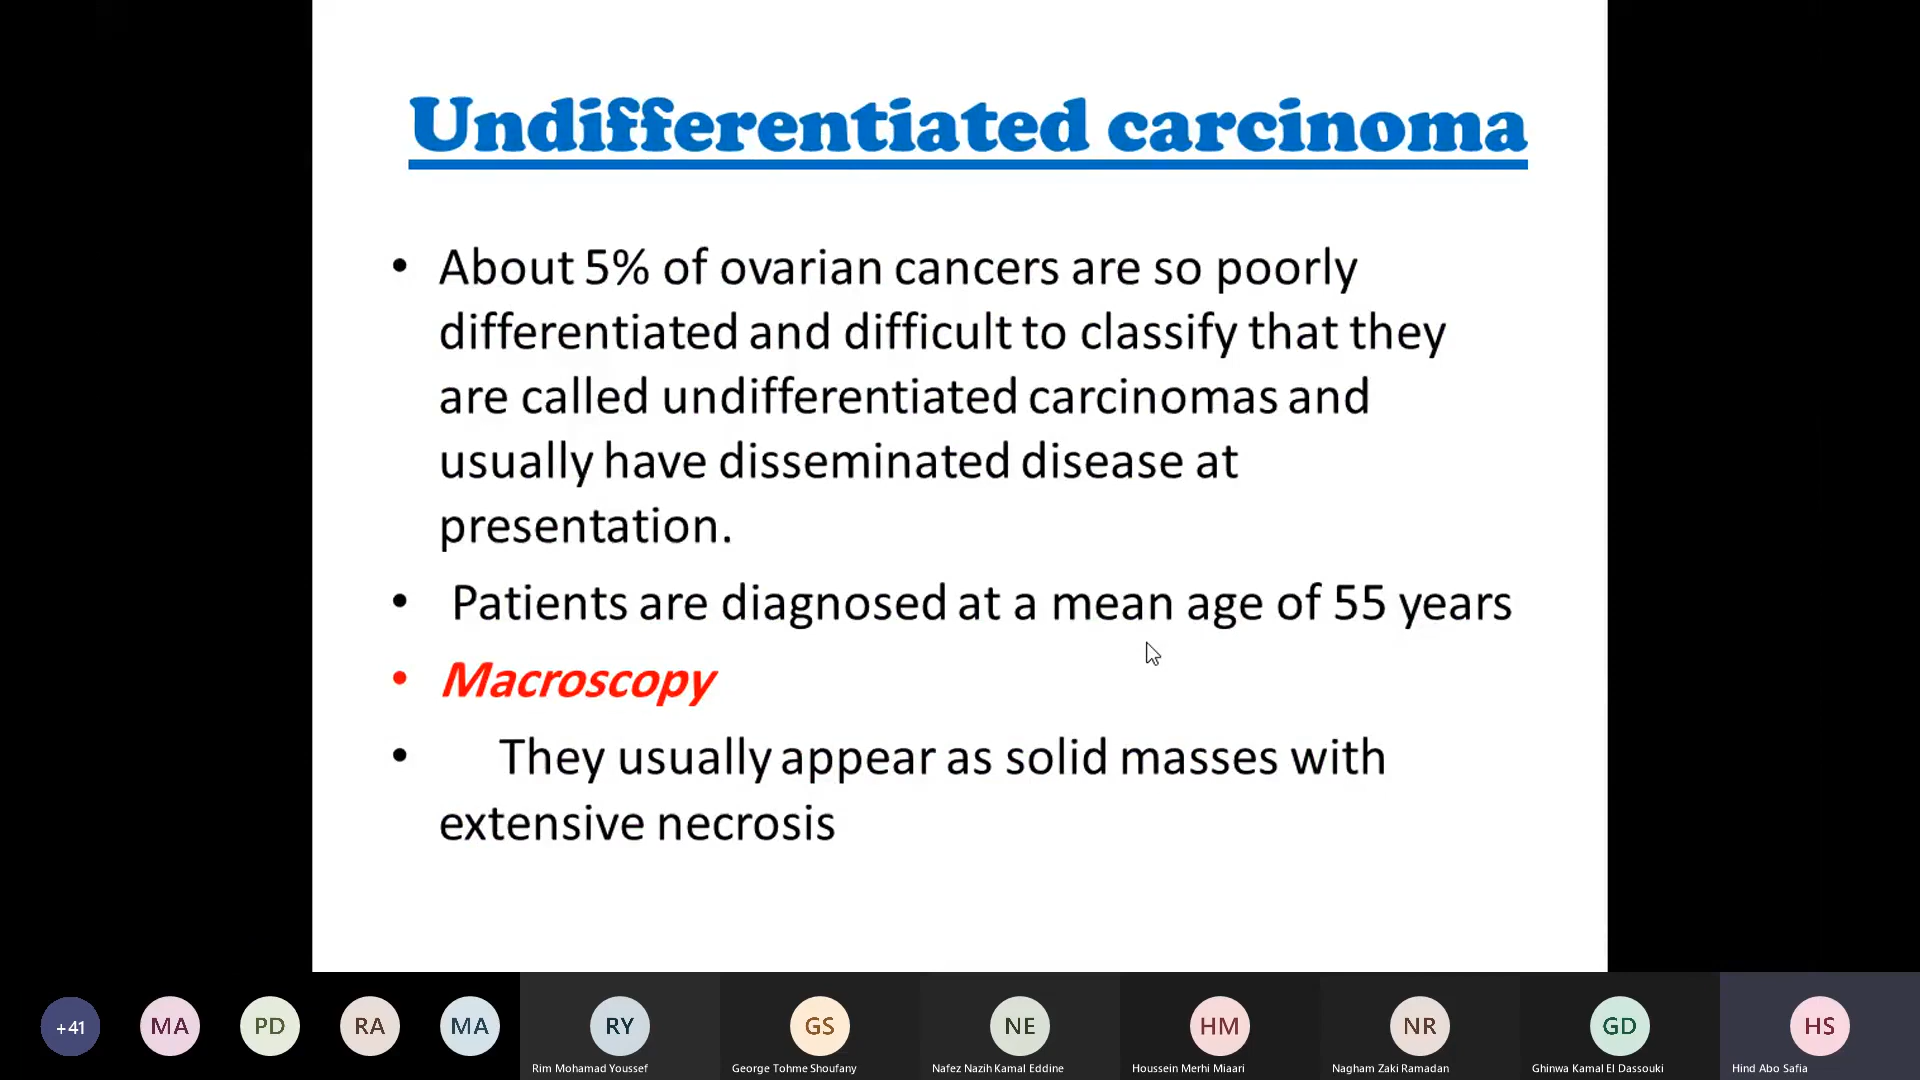 Undifferentiated carcinoma
• About 5% of ovarian cancers are so poorly
differentiated and difficult to classify that they
are called undifferentiated carcinomas and
usually have disseminated disease at
presentation.
• Patients are diagnosed at a mean age of 55 years
• Macroscopy
• They usually appear as solid masses with
extensive necrosis
+41 MA PD RA MA RY GS NE HM NR GD HS
Rim Mohamad Youssef George Tohme Shoufany Nafez Nazih Kamal Eddine Houssein Merhi Miaari Nagham Zaki Ramadan Ghinwa Kamal El Dassouki Hind Abo Safia